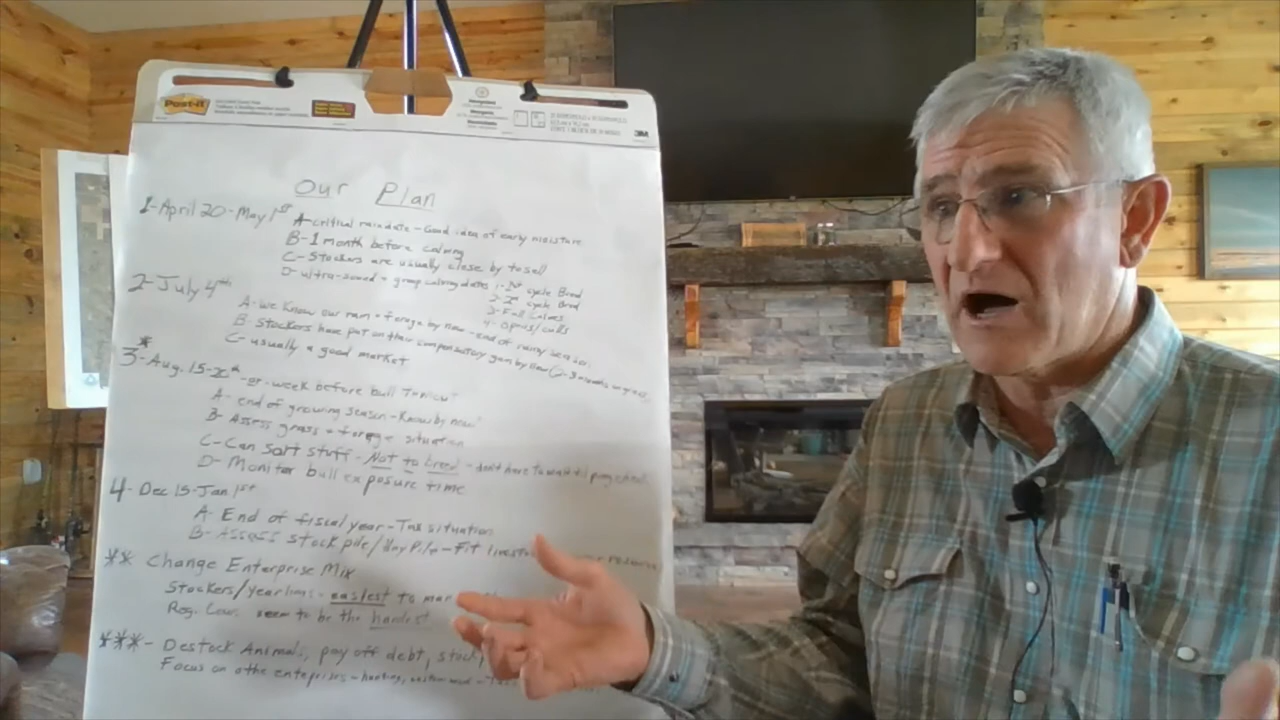 Post-it
3M
Our Plan
1-April 20-May 1st
A-critical rain date-Good idea of early moisture
B-1 month before calving
C-Stockers are usually close by to sell
D-ultra-sound + group calving dates 1-1st cycle Bred
2-2nd cycle Bred
3-Fall Calves
4-Opens/culls
2-July 4th
A-we Know our rain + forage by now-end of rainy season.
B-Stockers have put on their compensatory gain by now
C-usually a good market
*
3-Aug. 15-20th
-or-week before bull
A-end of growing season-Know by now
B-Assess grass + forage situation
C-Can Sort stuff-Not to breed-don't have to wait til preg check
D-Monitor bull exposure time
4-Dec 15-Jan 1st
A-End of fiscal year-Tax situation
B-Assess stock pile/Hay Pile-Fit
** Change Enterprise Mix
Stockers/yearlings-easiest to
Reg. Cow. seem to be the hardest
***-Destock Animals, pay off debt,
Focus on other enterprises-hunting,